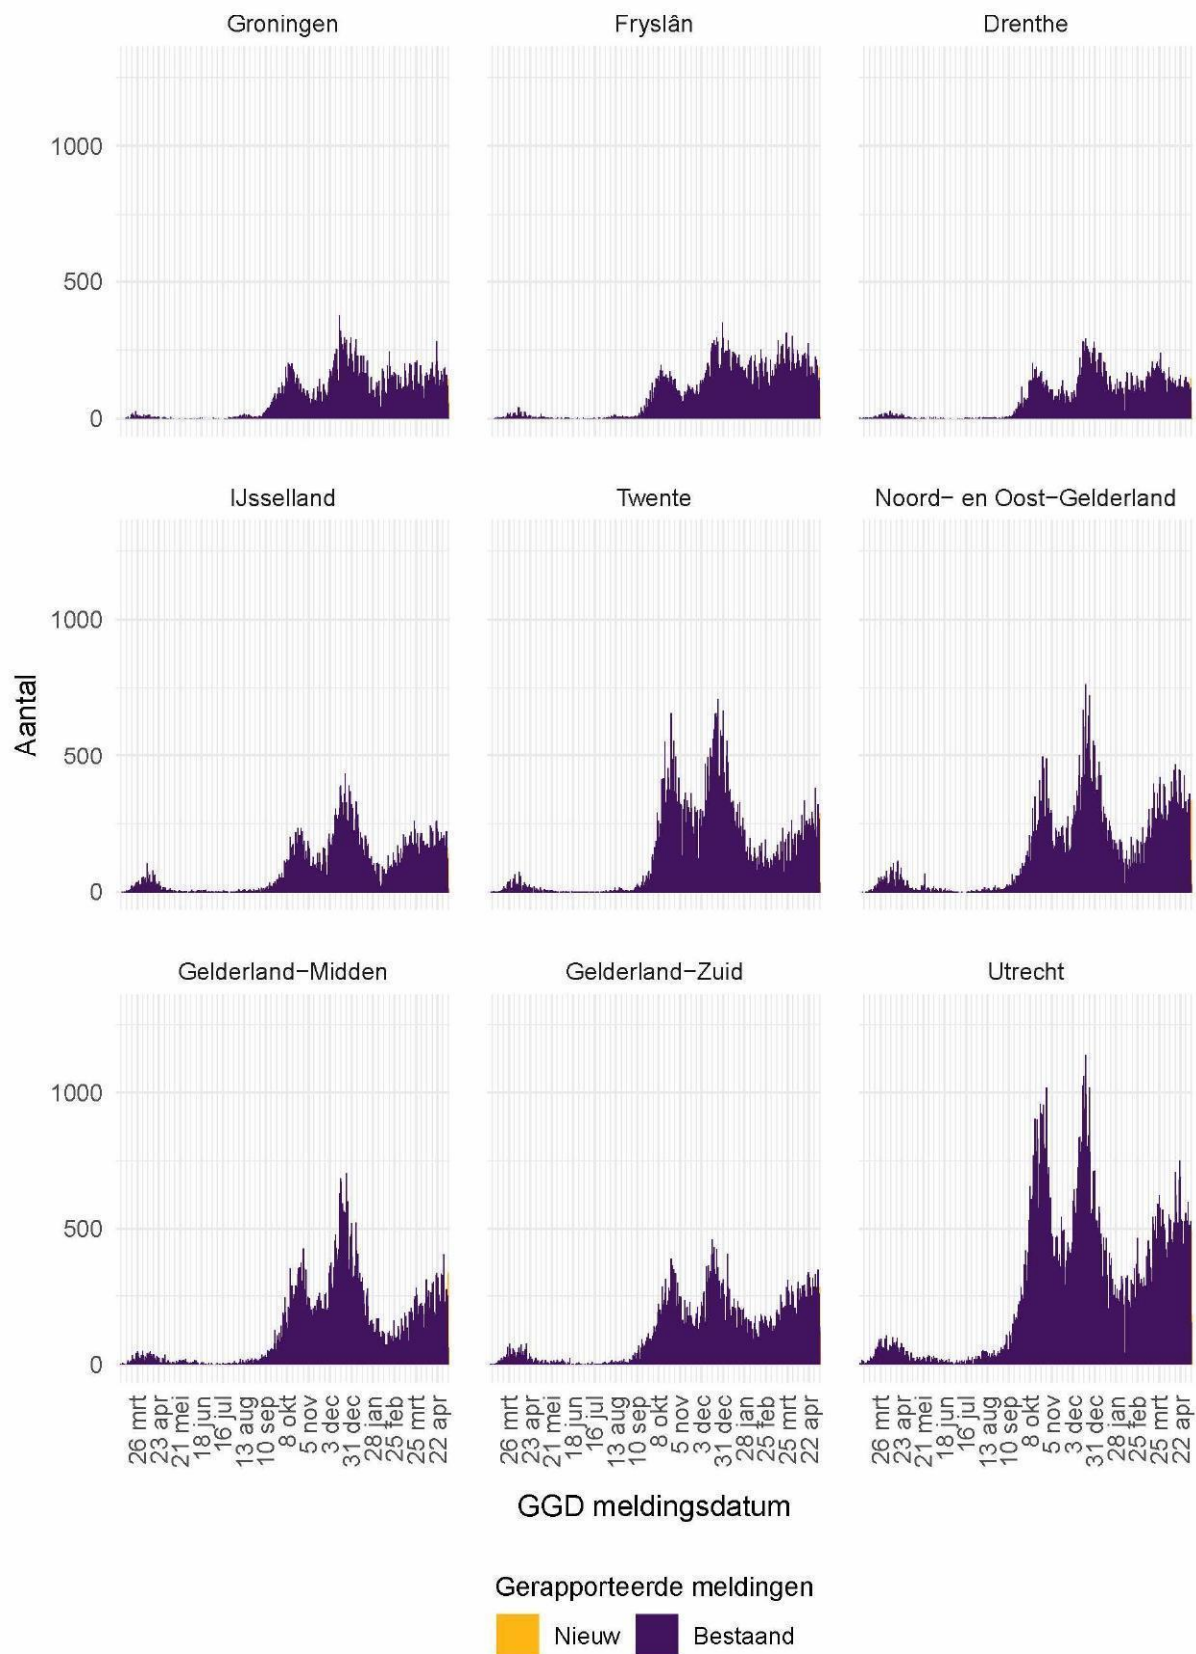 Groningen
Fryslân
Drenthe
1000
500
0
IJsselland
Twente
Noord- en Oost-Gelderland
1000
500
0
Aantal
Gelderland-Midden
Gelderland-Zuid
Utrecht
1000
500
0
26 mrt
23 apr
21 mei
18 jun
16 jul
13 aug
10 sep
8 okt
5 nov
3 dec
31 dec
28 jan
25 feb
25 mrt
22 apr
26 mrt
23 apr
21 mei
18 jun
16 jul
13 aug
10 sep
8 okt
5 nov
3 dec
31 dec
28 jan
25 feb
25 mrt
22 apr
26 mrt
23 apr
21 mei
18 jun
16 jul
13 aug
10 sep
8 okt
5 nov
3 dec
31 dec
28 jan
25 feb
25 mrt
22 apr
GGD meldingsdatum
Gerapporteerde meldingen
Nieuw
Bestaand